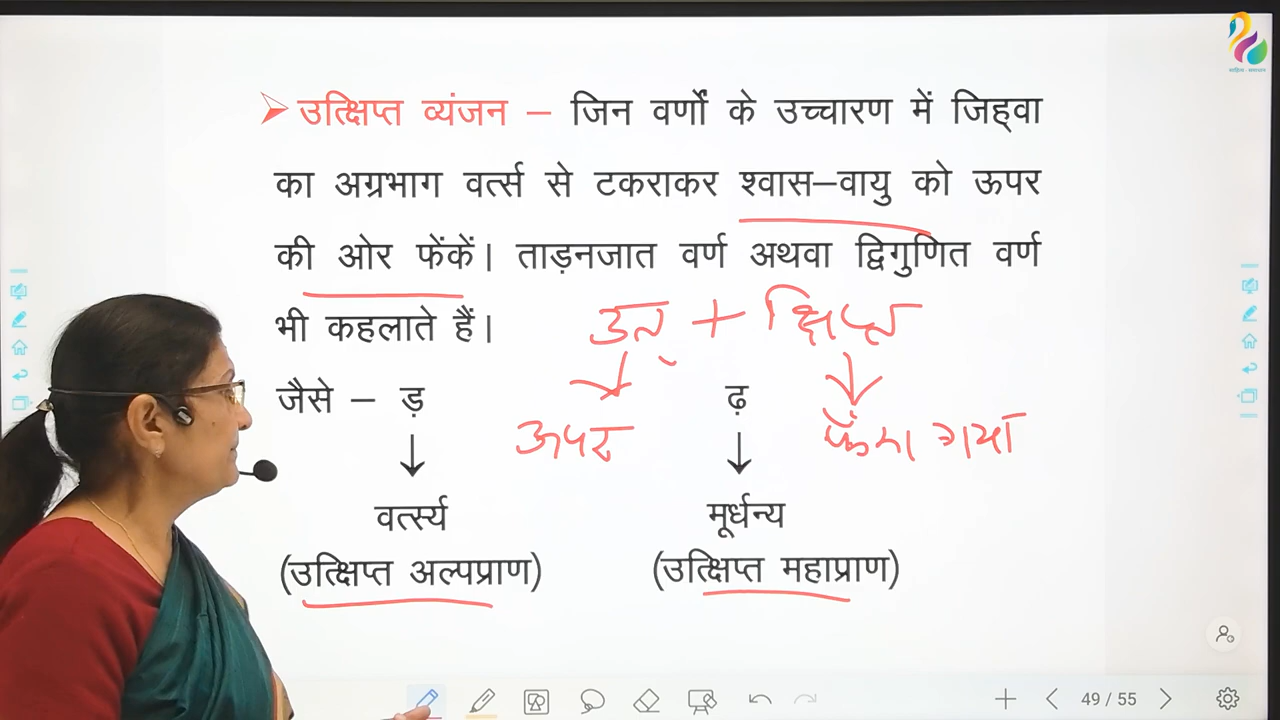 ➢ उत्क्षिप्त व्यंजन – जिन वर्णों के उच्चारण में जिह्वा
का अग्रभाग वर्त्स से टकराकर श्वास–वायु को ऊपर
की ओर फेंकें। ताड़नजात वर्ण अथवा द्विगुणित वर्ण
भी कहलाते हैं।
उत् + क्षिप्त
जैसे – ड़ ढ़
ऊपर फेंका गया
↓ ↓
वर्त्स्य मूर्धन्य
(उत्क्षिप्त अल्पप्राण) (उत्क्षिप्त महाप्राण)
49 / 55